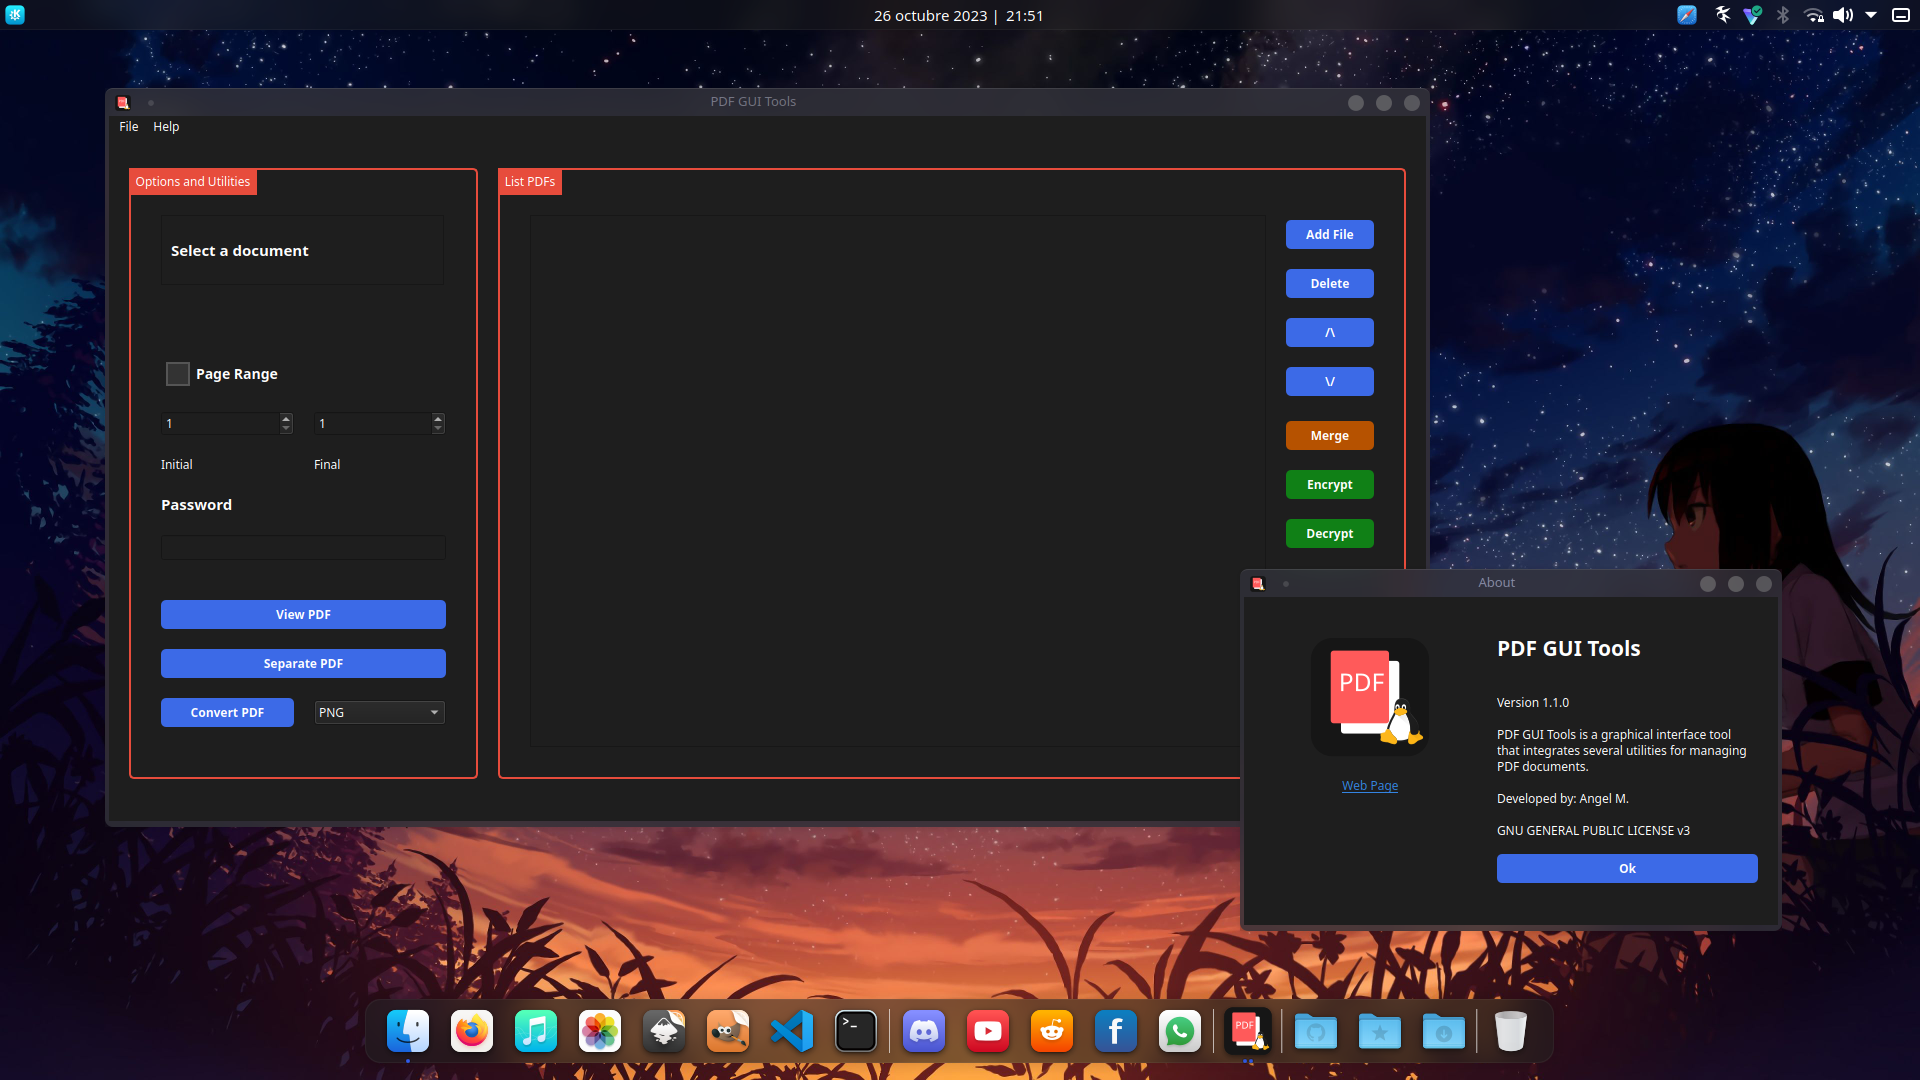 26 octubre 2023 | 21:51
PDF GUI Tools
File Help
Options and Utilities
Select a document
Page Range
1 1
Initial Final
Password
View PDF
Separate PDF
Convert PDF PNG
List PDFs
Add File
Delete
/\
\/
Merge
Encrypt
Decrypt
About
PDF
Web Page
PDF GUI Tools
Version 1.1.0
PDF GUI Tools is a graphical interface tool
that integrates several utilities for managing
PDF documents.
Developed by: Angel M.
GNU GENERAL PUBLIC LICENSE v3
Ok
>_
f
PDF